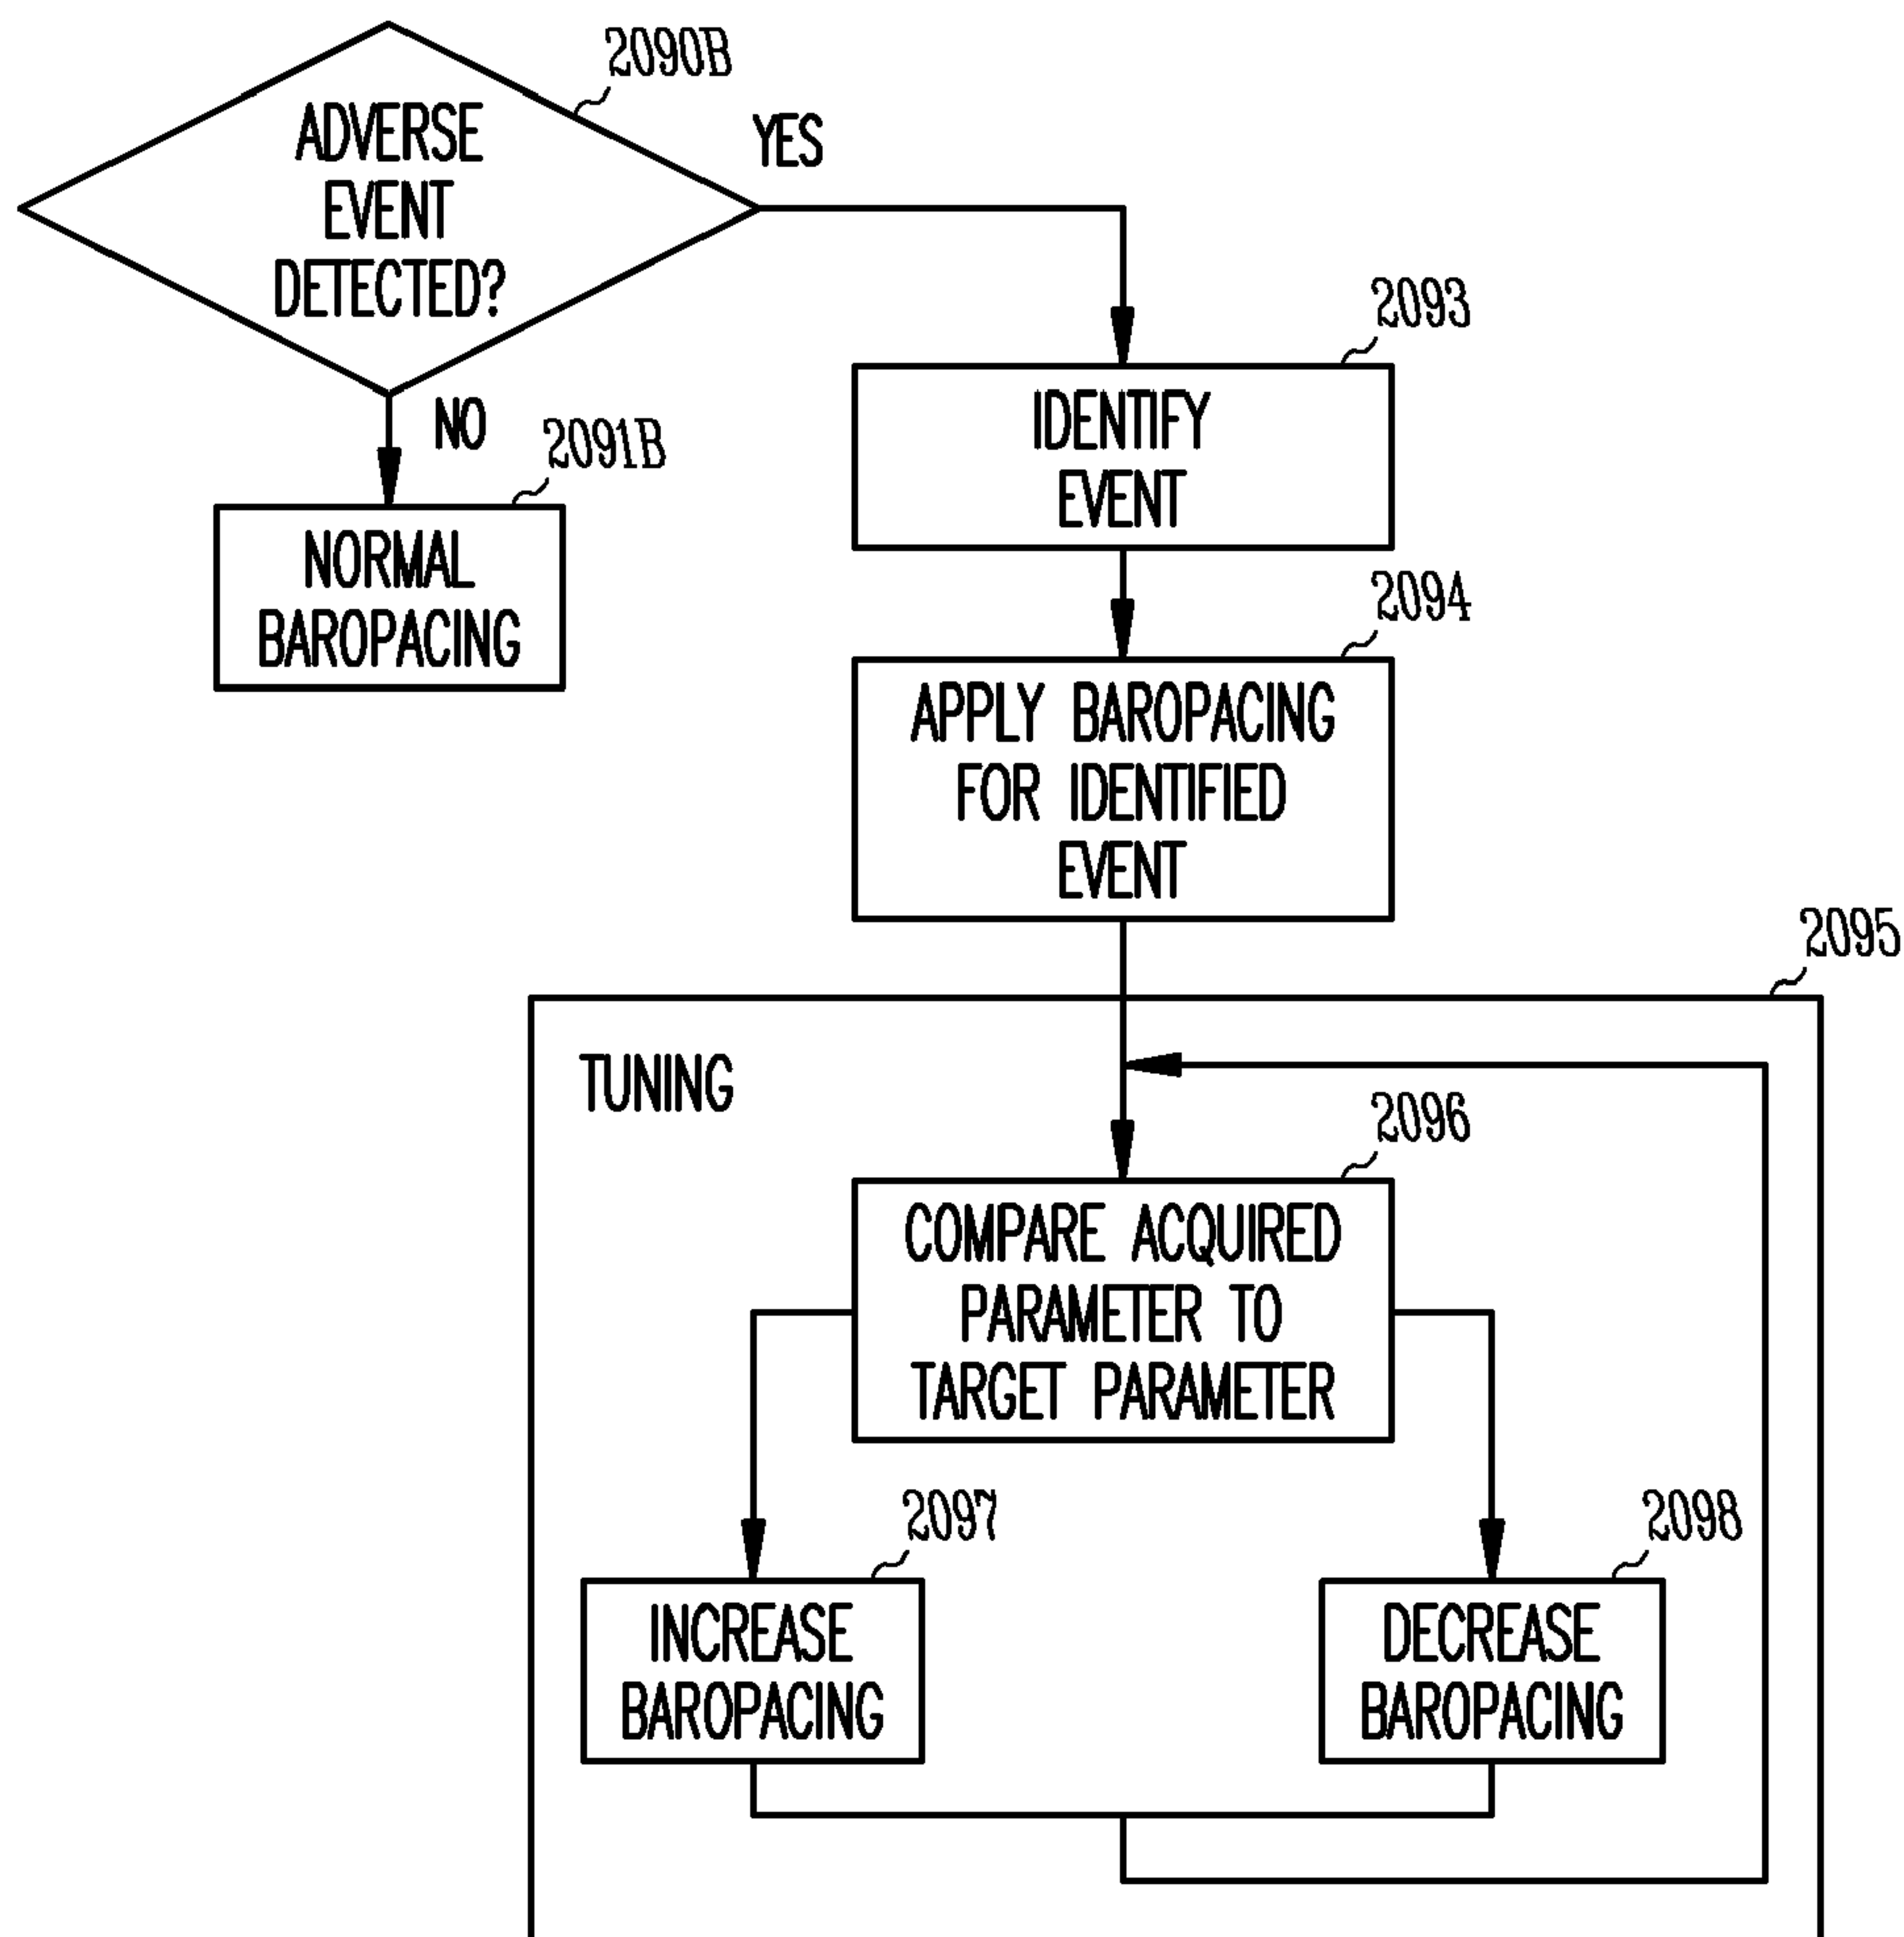 2090B
ADVERSE
EVENT
DETECTED?
YES
NO
2091B
NORMAL
BAROPACING
2093
IDENTIFY
EVENT
2094
APPLY BAROPACING
FOR IDENTIFIED
EVENT
2095
TUNING
2096
COMPARE ACQUIRED
PARAMETER TO
TARGET PARAMETER
2097
INCREASE
BAROPACING
2098
DECREASE
BAROPACING